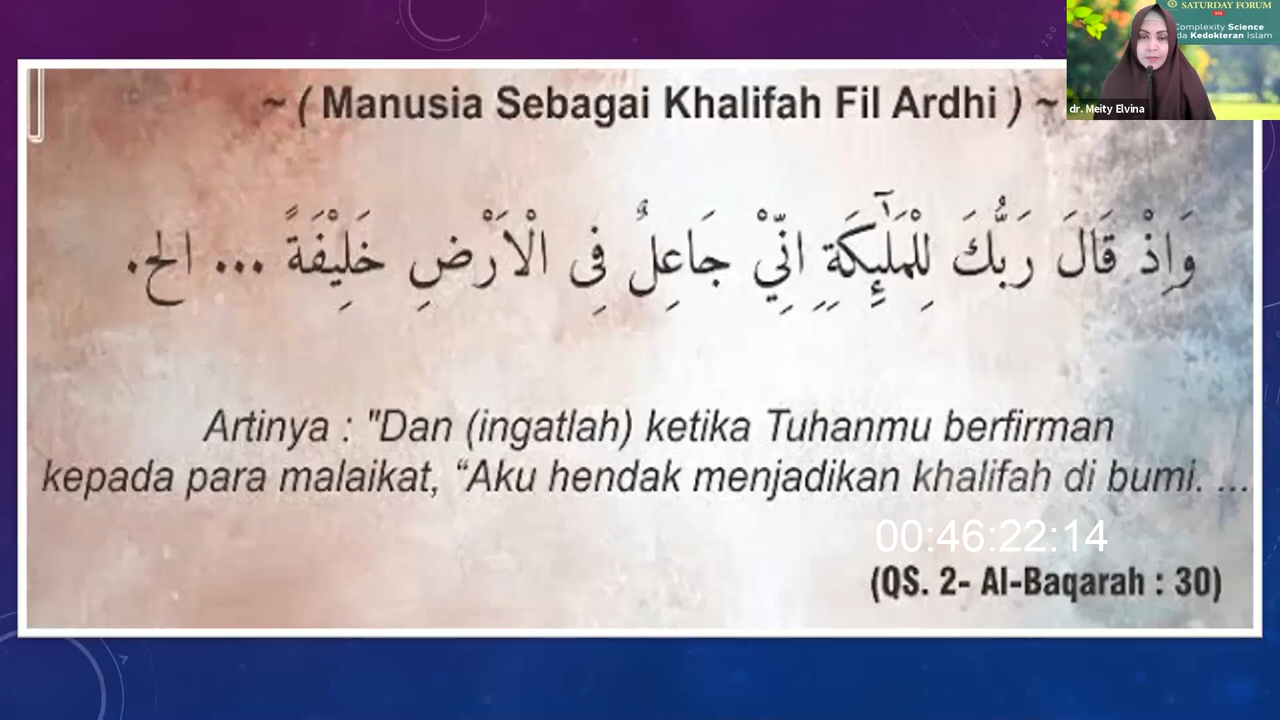 SATURDAY FORUM
Complexity Science
da Kedokteran Islam
dr. Meity Elvina
~ ( Manusia Sebagai Khalifah Fil Ardhi ) ~
وَاِذْ قَالَ رَبُّكَ لِلْمَلٰۤىِٕكَةِ اِنِّيْ جَاعِلٌ فِى الْاَرْضِ خَلِيْفَةً ... الخ.
Artinya : "Dan (ingatlah) ketika Tuhanmu berfirman
kepada para malaikat, “Aku hendak menjadikan khalifah di bumi. ...
00:46:22:14
(QS. 2- Al-Baqarah : 30)